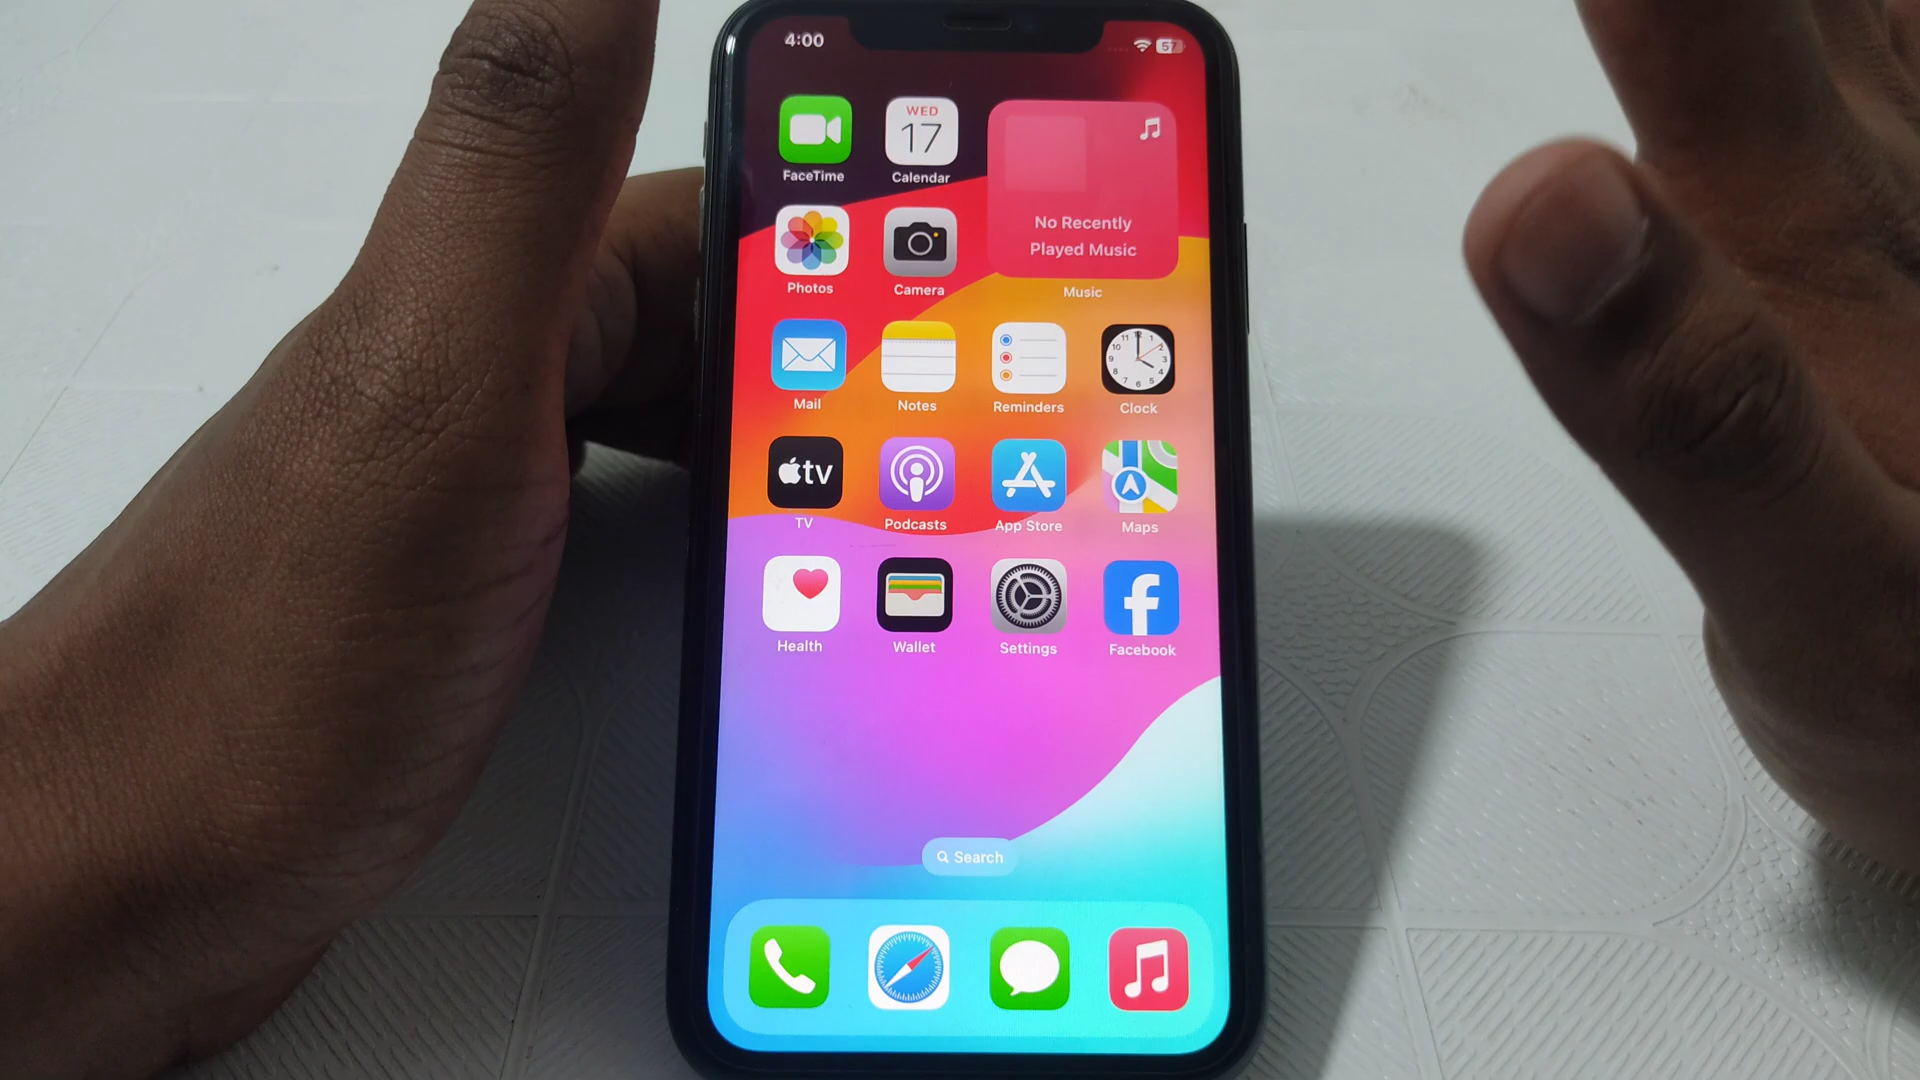 4:00
57
WED
17
FaceTime
Calendar
No Recently
Played Music
Photos
Camera
Music
Mail
Notes
Reminders
Clock
tv
TV
Podcasts
App Store
Maps
Health
Wallet
Settings
Facebook
Search